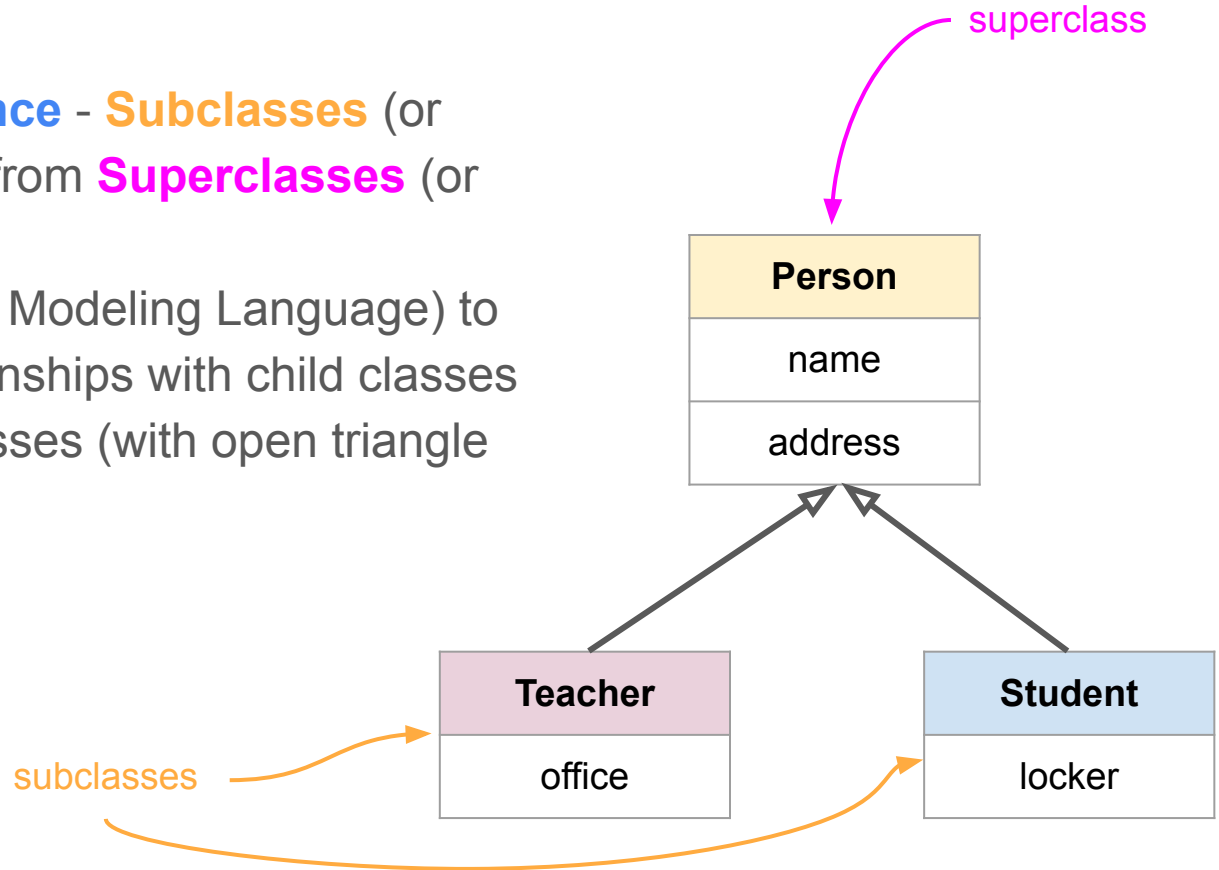 superclass
nce - Subclasses (or
from Superclasses (or
Modeling Language) to
nships with child classes
sses (with open triangle
Person
name
address
Teacher
office
Student
locker
subclasses